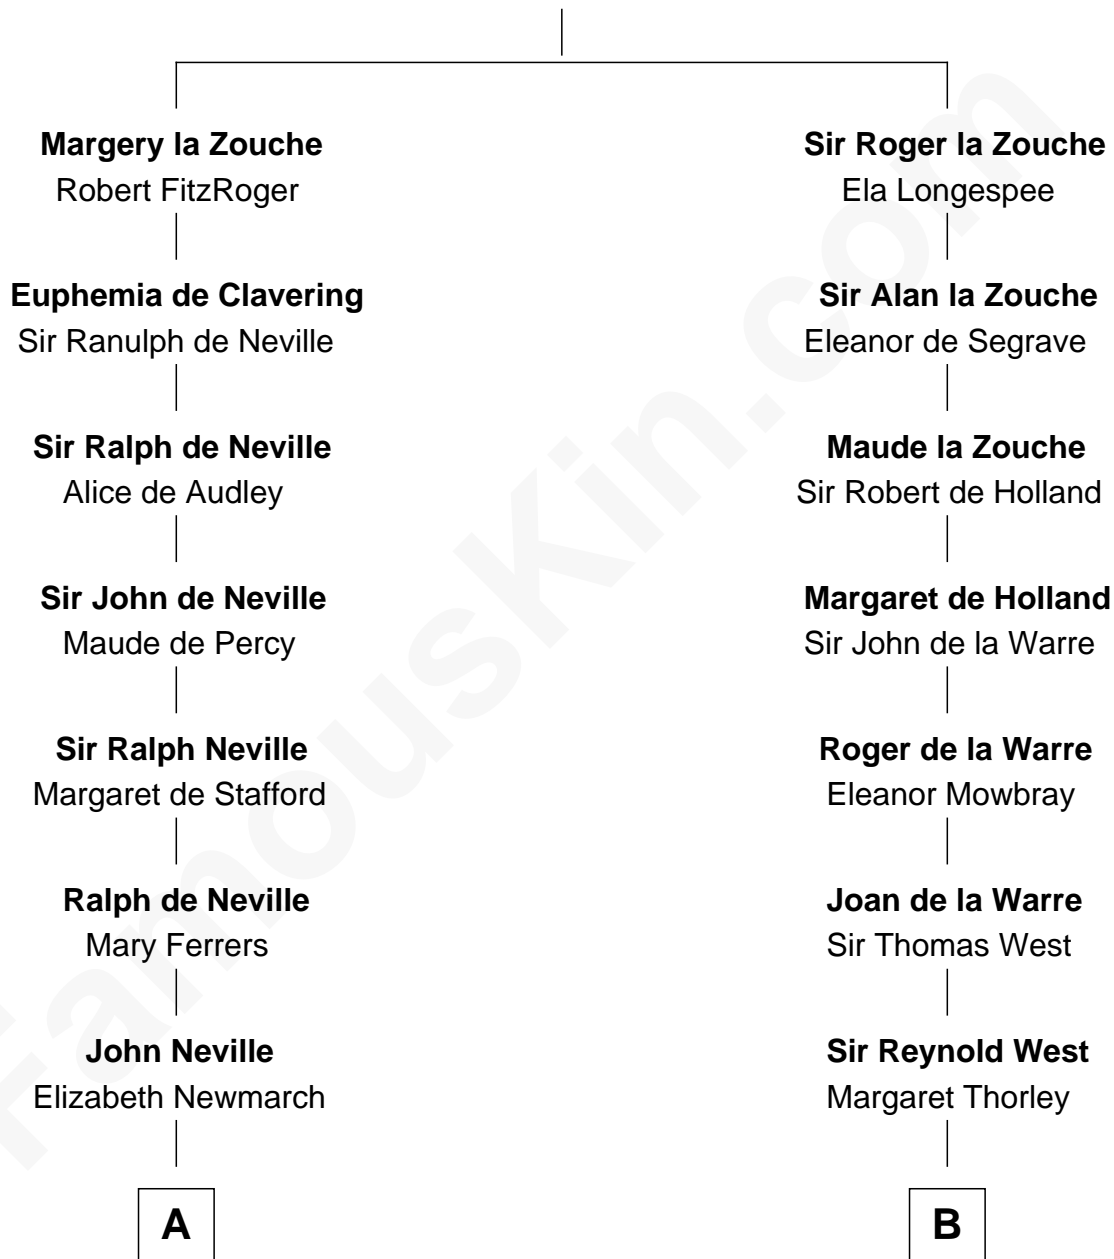 Margery la Zouche
Robert FitzRoger
Sir Roger la Zouche
Ela Longespee
Euphemia de Clavering
Sir Ranulph de Neville
Sir Alan la Zouche
Eleanor de Segrave
Sir Ralph de Neville
Alice de Audley
Maude la Zouche
Sir Robert de Holland
Sir John de Neville
Maude de Percy
Margaret de Holland
Sir John de la Warre
Sir Ralph Neville
Margaret de Stafford
Roger de la Warre
Eleanor Mowbray
Ralph de Neville
Mary Ferrers
Joan de la Warre
Sir Thomas West
John Neville
Elizabeth Newmarch
Sir Reynold West
Margaret Thorley
A
B
FamousKin.com